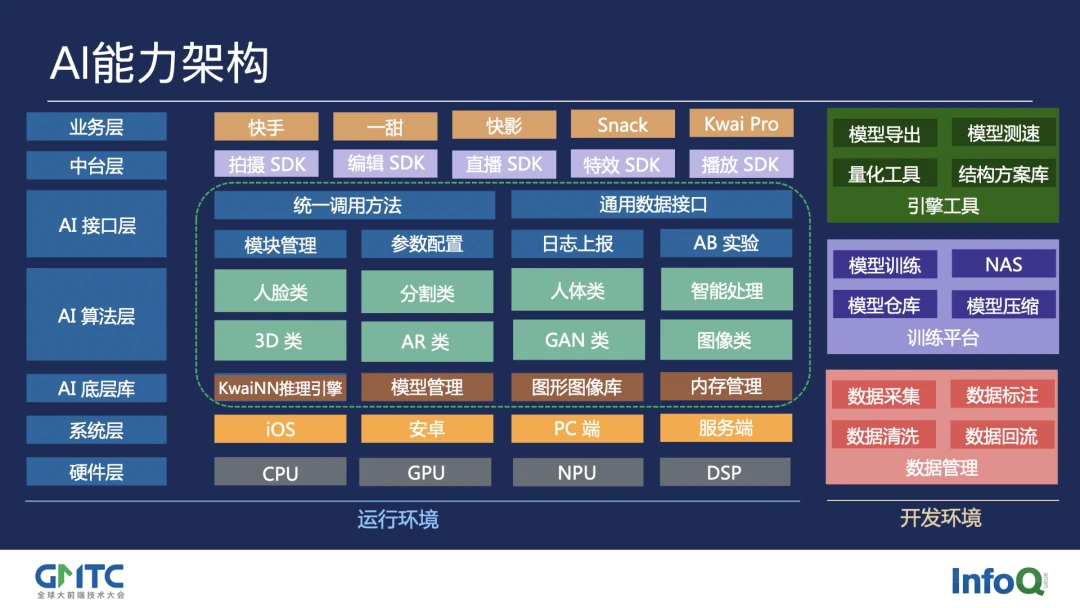 AI能力架构
业务层
快手
一甜
快影
Snack
Kwai Pro
中台层
拍摄 SDK
编辑 SDK
直播 SDK
特效 SDK
播放 SDK
AI 接口层
统一调用方法
通用数据接口
模块管理
参数配置
日志上报
AB 实验
AI 算法层
人脸类
分割类
人体类
智能处理
3D 类
AR 类
GAN 类
图像类
AI 底层库
KwaiNN推理引擎
模型管理
图形图像库
内存管理
系统层
iOS
安卓
PC 端
服务端
硬件层
CPU
GPU
NPU
DSP
运行环境
模型导出
模型测速
量化工具
结构方案库
引擎工具
模型训练
NAS
模型仓库
模型压缩
训练平台
数据采集
数据标注
数据清洗
数据回流
数据管理
开发环境
GMTC
全球大前端技术大会
InfoQ